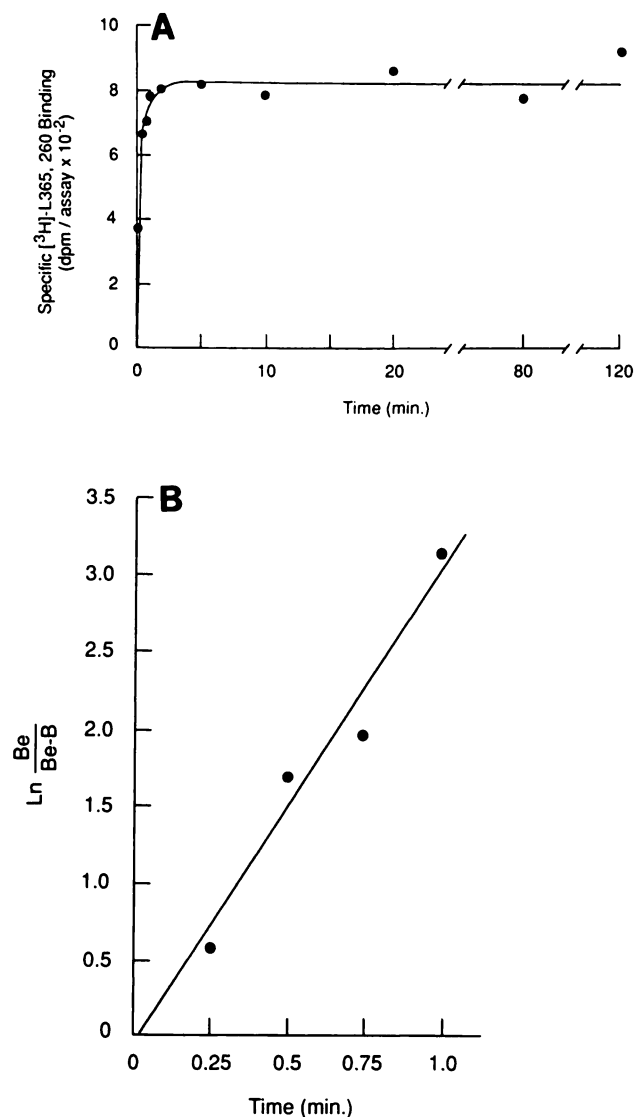 A
Specific [³H]-L365, 260 Binding
(dpm / assay x 10⁻²)
10
8
6
4
2
0
0 10 20 80 120
Time (min.)
B
Ln Be/Be-B
3.5
3.0
2.5
2.0
1.5
1.0
0.5
0
0 0.25 0.5 0.75 1.0
Time (min.)